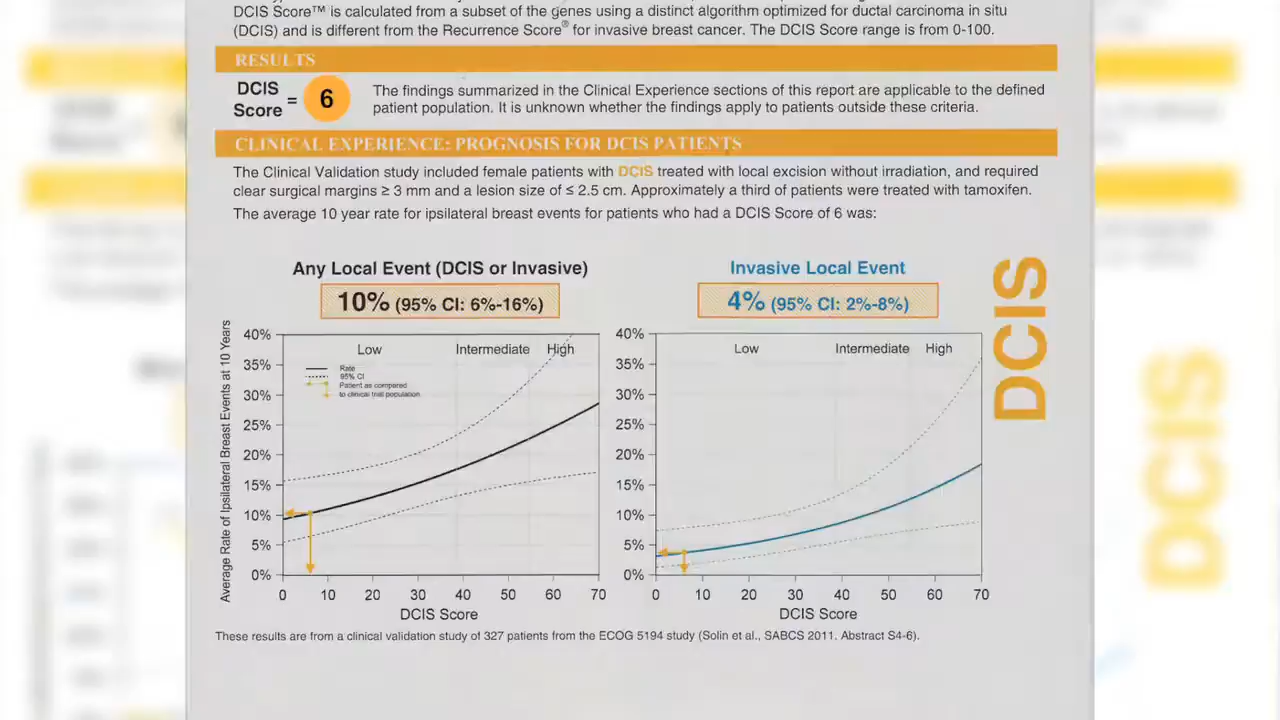 DCIS Score™ is calculated from a subset of the genes using a distinct algorithm optimized for ductal carcinoma in situ
(DCIS) and is different from the Recurrence Score® for invasive breast cancer. The DCIS Score range is from 0-100.
RESULTS
DCIS
Score = 6
The findings summarized in the Clinical Experience sections of this report are applicable to the defined
patient population. It is unknown whether the findings apply to patients outside these criteria.
CLINICAL EXPERIENCE: PROGNOSIS FOR DCIS PATIENTS
The Clinical Validation study included female patients with DCIS treated with local excision without irradiation, and required
clear surgical margins ≥ 3 mm and a lesion size of ≤ 2.5 cm. Approximately a third of patients were treated with tamoxifen.
The average 10 year rate for ipsilateral breast events for patients who had a DCIS Score of 6 was:
Any Local Event (DCIS or Invasive)
10% (95% CI: 6%-16%)
Average Rate of Ipsilateral Breast Events at 10 Years
40%
35%
30%
25%
20%
15%
10%
5%
0%
Low Intermediate High
Rate
95% CI
Patient as compared
to clinical trial population
0 10 20 30 40 50 60 70
DCIS Score
Invasive Local Event
4% (95% CI: 2%-8%)
40%
35%
30%
25%
20%
15%
10%
5%
0%
Low Intermediate High
0 10 20 30 40 50 60 70
DCIS Score
DCIS
These results are from a clinical validation study of 327 patients from the ECOG 5194 study (Solin et al., SABCS 2011. Abstract S4-6).
DCIS